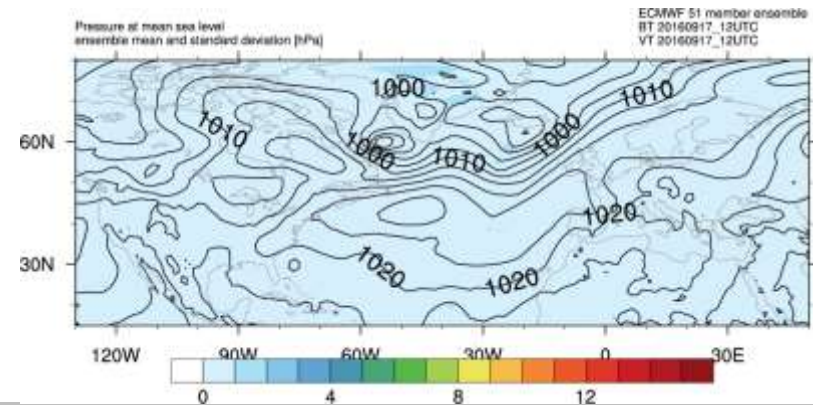 Pressure at mean sea level
ensemble mean and standard deviation [hPa]
ECMWF 51 member ensemble
BT 20160917_12UTC
VT 20160917_12UTC
1000
1010
1010
1000
1010
1000
60N
1020
30N
1020
1020
120W 90W 60W 30W 0 30E
0 4 8 12